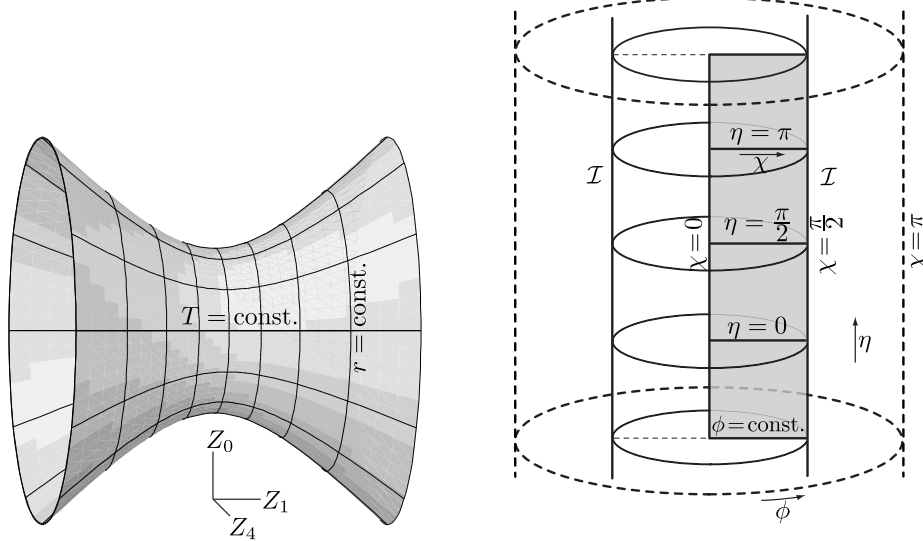 T = const.
r = const.
Z₀
Z₁
Z₄
η = π
χ
𝓘
𝓘
χ = 0
η = π/2
χ = π/2
χ = π
η = 0
η
ϕ = const.
ϕ